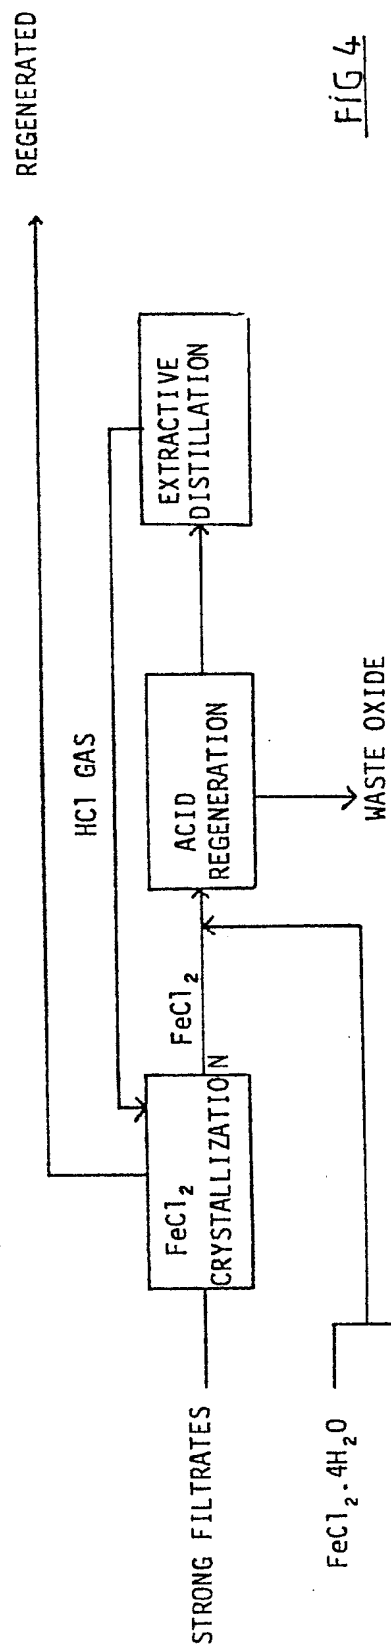 REGENERATED
HCl GAS
STRONG FILTRATES
FeCl₂
CRYSTALLIZATION
FeCl₂
ACID
REGENERATION
EXTRACTIVE
DISTILLATION
WASTE OXIDE
FeCl₂.4H₂O
FIG 4